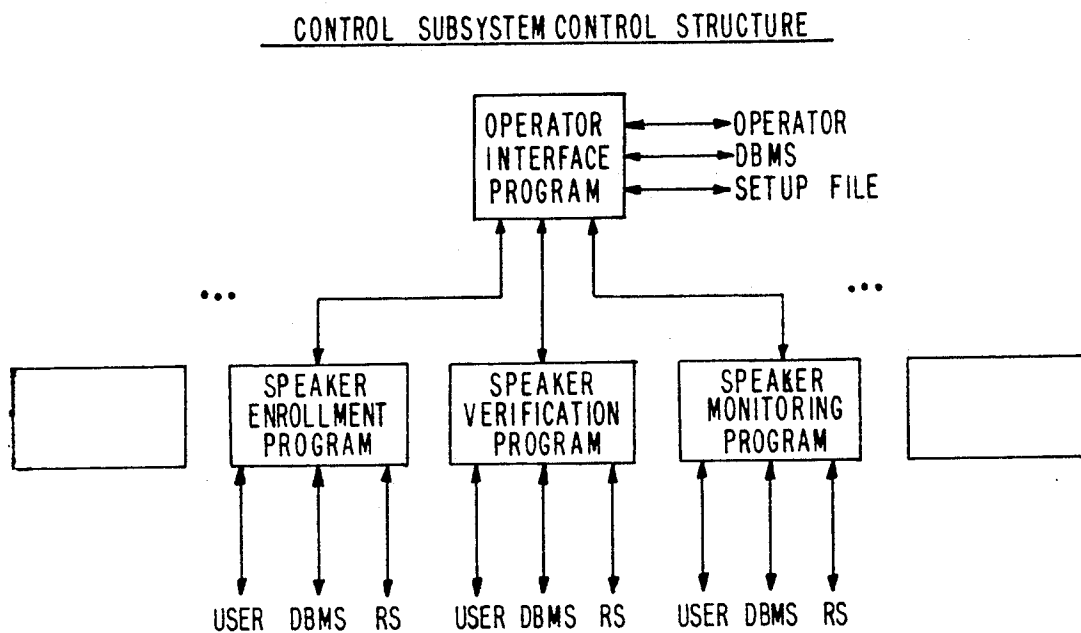 CONTROL SUBSYSTEM CONTROL STRUCTURE
OPERATOR
INTERFACE
PROGRAM
OPERATOR
DBMS
SETUP FILE
...
...
SPEAKER
ENROLLMENT
PROGRAM
SPEAKER
VERIFICATION
PROGRAM
SPEAKER
MONITORING
PROGRAM
USER DBMS RS
USER DBMS RS
USER DBMS RS